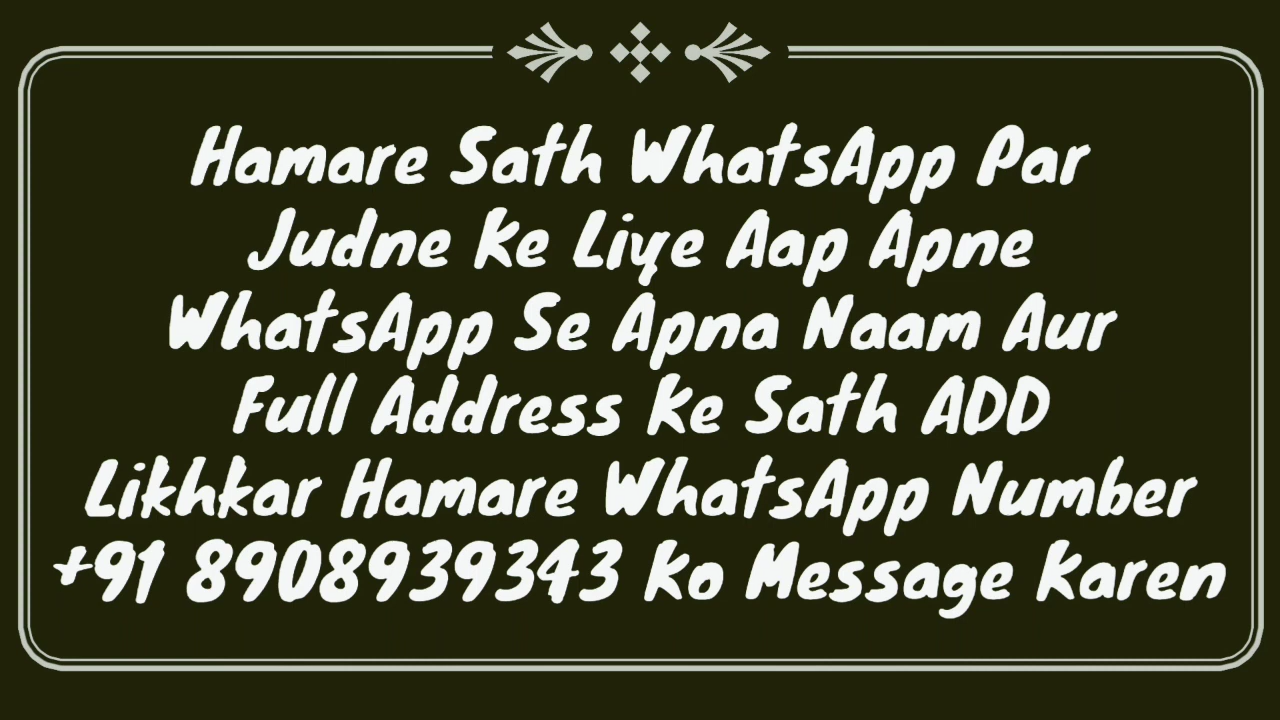 Hamare Sath WhatsApp Par
Judne Ke Liye Aap Apne
WhatsApp Se Apna Naam Aur
Full Address Ke Sath ADD
Likhkar Hamare WhatsApp Number
+91 8908939343 Ko Message Karen